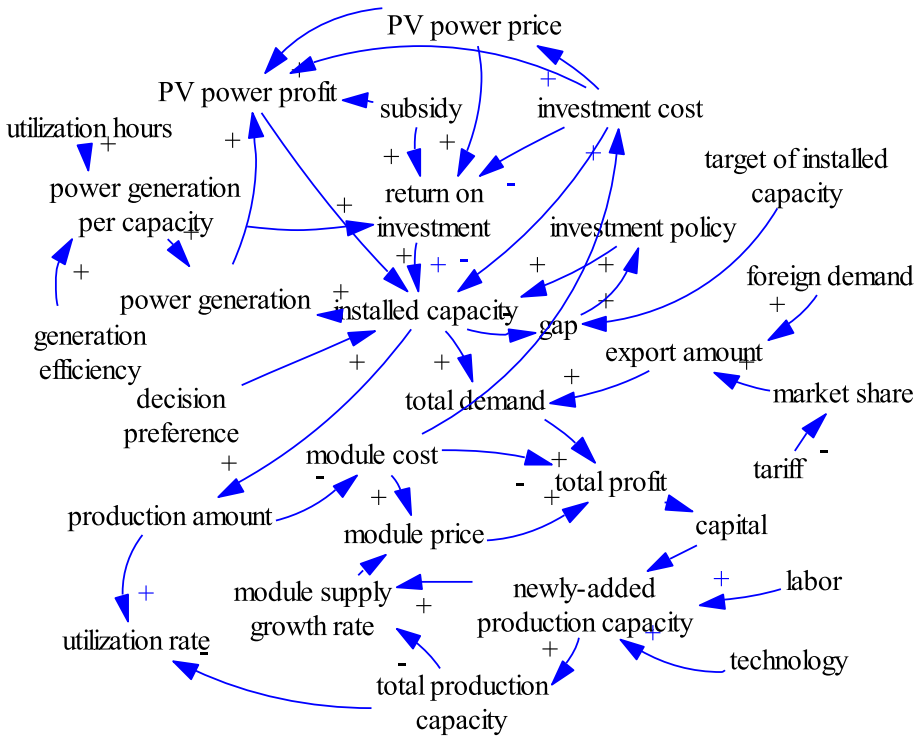 PV power price
PV power profit
subsidy
investment cost
utilization hours
target of installed
capacity
power generation
per capacity
return on
investment
investment policy
foreign demand
power generation
installed capacity
gap
generation
efficiency
export amount
decision
preference
total demand
market share
module cost
total profit
tariff
production amount
module price
capital
module supply
growth rate
newly-added
production capacity
labor
utilization rate
technology
total production
capacity